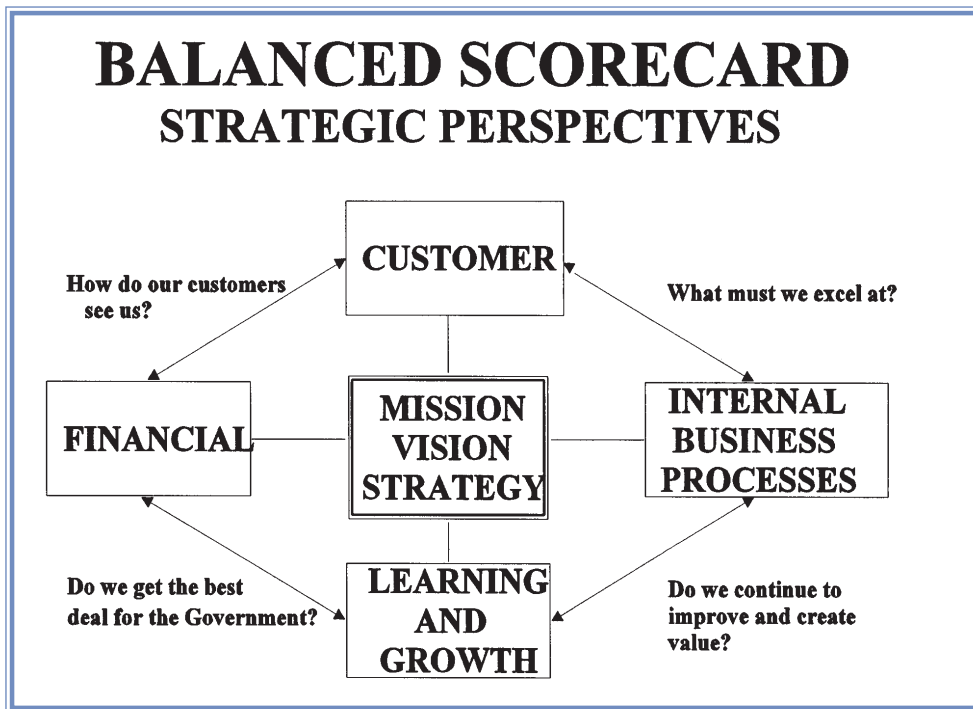 BALANCED SCORECARD
STRATEGIC PERSPECTIVES
CUSTOMER
How do our customers
see us?
What must we excel at?
FINANCIAL
MISSION
VISION
STRATEGY
INTERNAL
BUSINESS
PROCESSES
Do we get the best
deal for the Government?
LEARNING
AND
GROWTH
Do we continue to
improve and create
value?